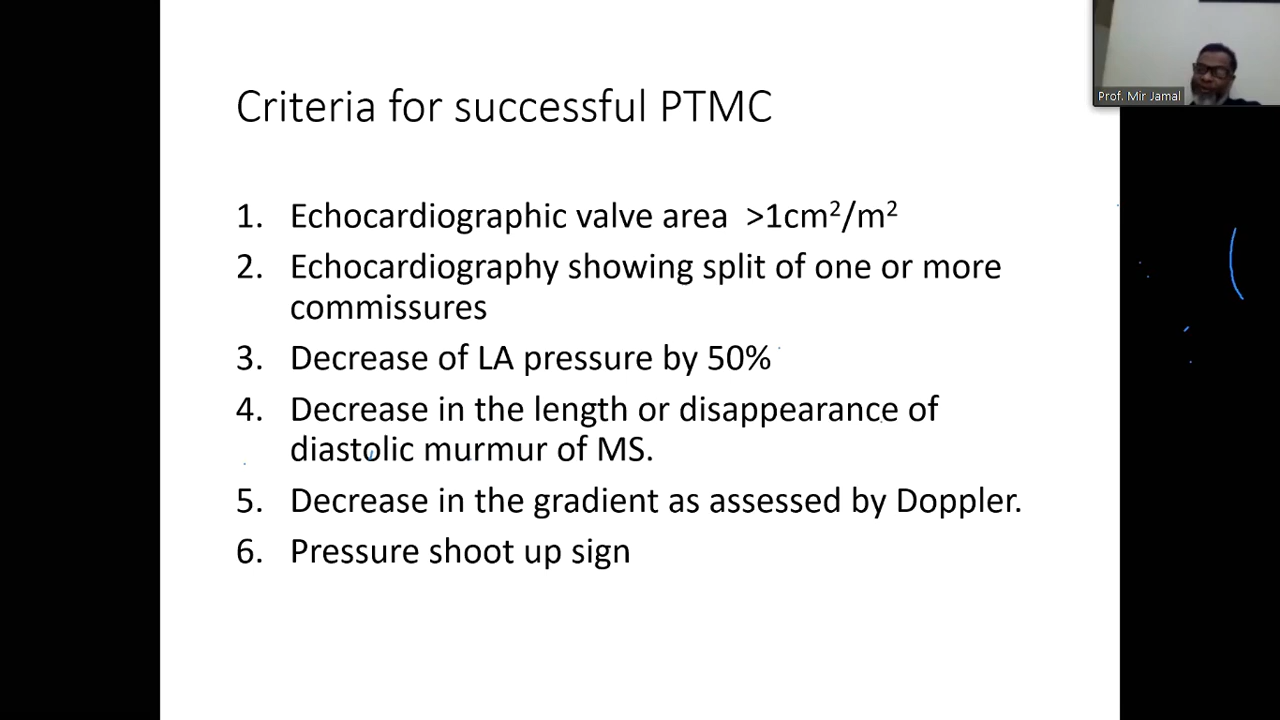 Prof. Mir Jamal
Criteria for successful PTMC
1. Echocardiographic valve area >1cm²/m²
2. Echocardiography showing split of one or more
commissures
3. Decrease of LA pressure by 50%
4. Decrease in the length or disappearance of
diastolic murmur of MS.
5. Decrease in the gradient as assessed by Doppler.
6. Pressure shoot up sign